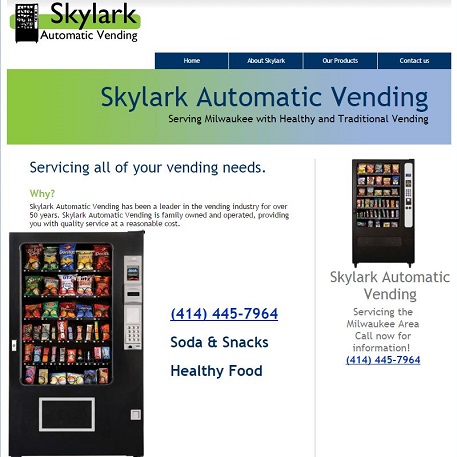 Skylark
Automatic Vending
Home
About Skylark
Our Products
Contact us
Skylark Automatic Vending
Serving Milwaukee with Healthy and Traditional Vending
Servicing all of your vending needs.
Why?
Skylark Automatic Vending has been a leader in the vending industry for over
50 years. Skylark Automatic Vending is family owned and operated, providing
you with quality service at a reasonable cost.
(414) 445-7964
Soda & Snacks
Healthy Food
Skylark Automatic
Vending
Servicing the
Milwaukee Area
Call now for
information!
(414) 445-7964